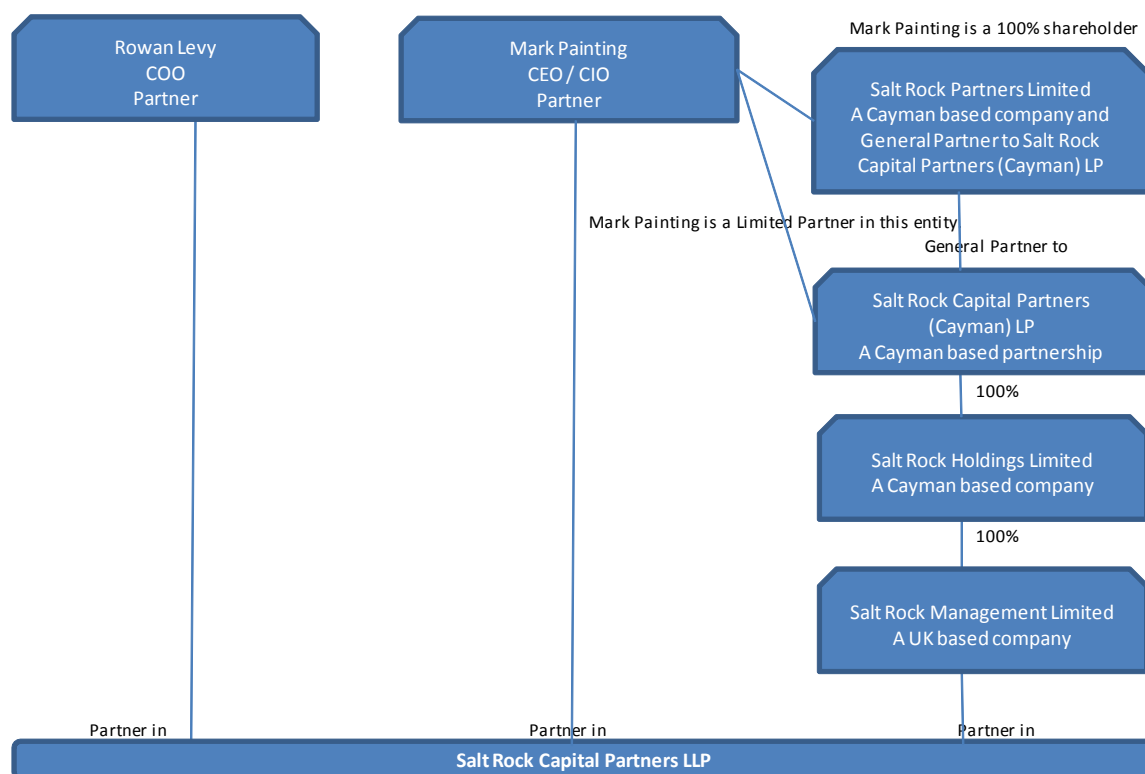 Mark Painting is a 100% shareholder
Rowan Levy
COO
Partner
Mark Painting
CEO / CIO
Partner
Salt Rock Partners Limited
A Cayman based company and
General Partner to Salt Rock
Capital Partners (Cayman) LP
Mark Painting is a Limited Partner in this entity
General Partner to
Salt Rock Capital Partners
(Cayman) LP
A Cayman based partnership
100%
Salt Rock Holdings Limited
A Cayman based company
100%
Salt Rock Management Limited
A UK based company
Partner in
Partner in
Partner in
Salt Rock Capital Partners LLP